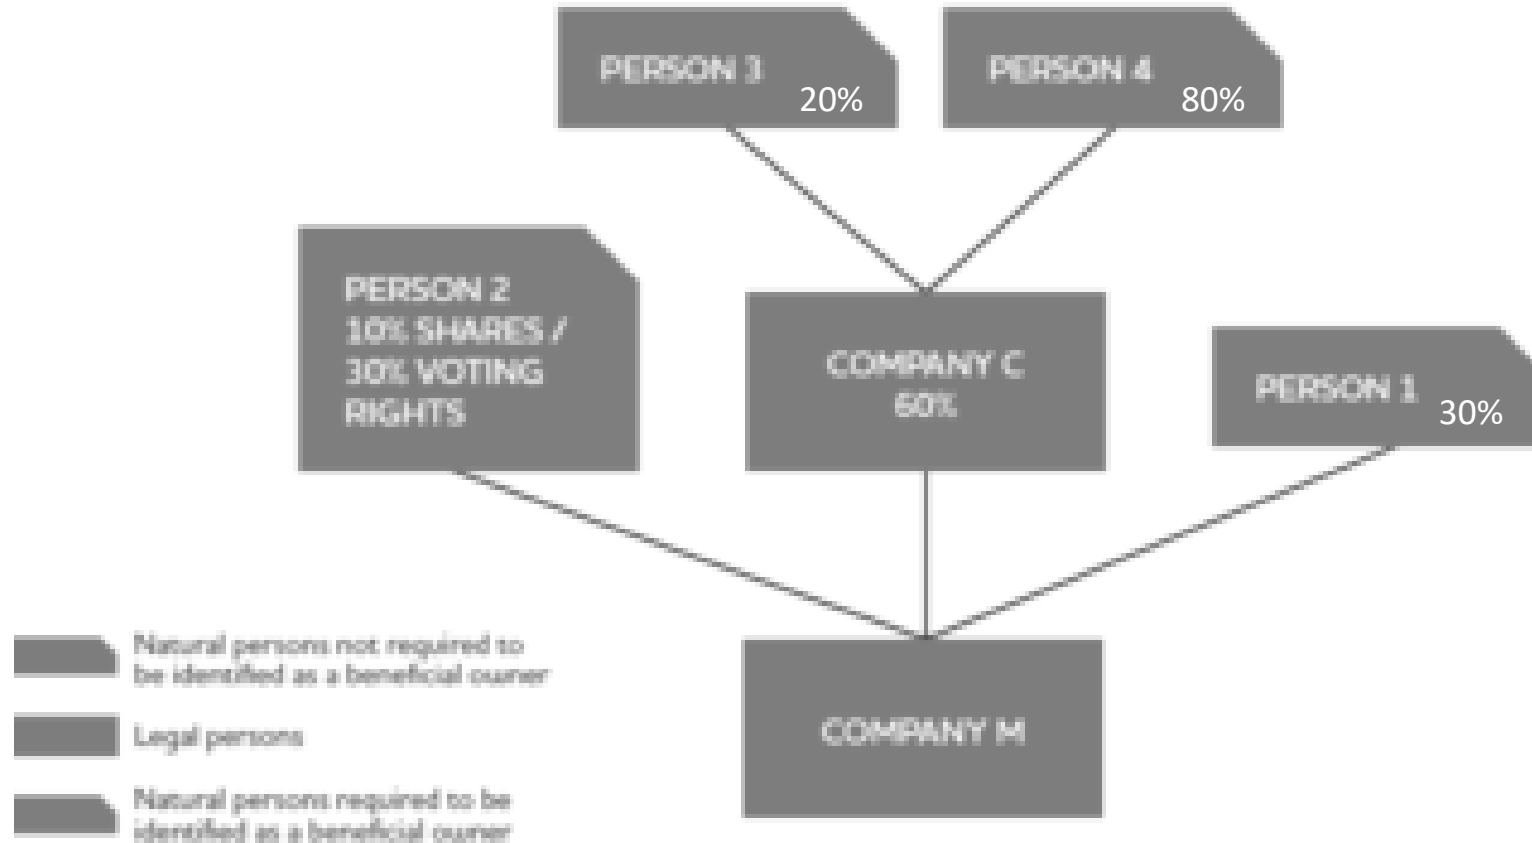 PERSON 3
20%
PERSON 4
80%
PERSON 2
10% SHARES /
30% VOTING
RIGHTS
COMPANY C
60%
PERSON 1
30%
COMPANY M
Natural persons not required to
be identified as a beneficial owner
Legal persons
Natural persons required to be
identified as a beneficial owner